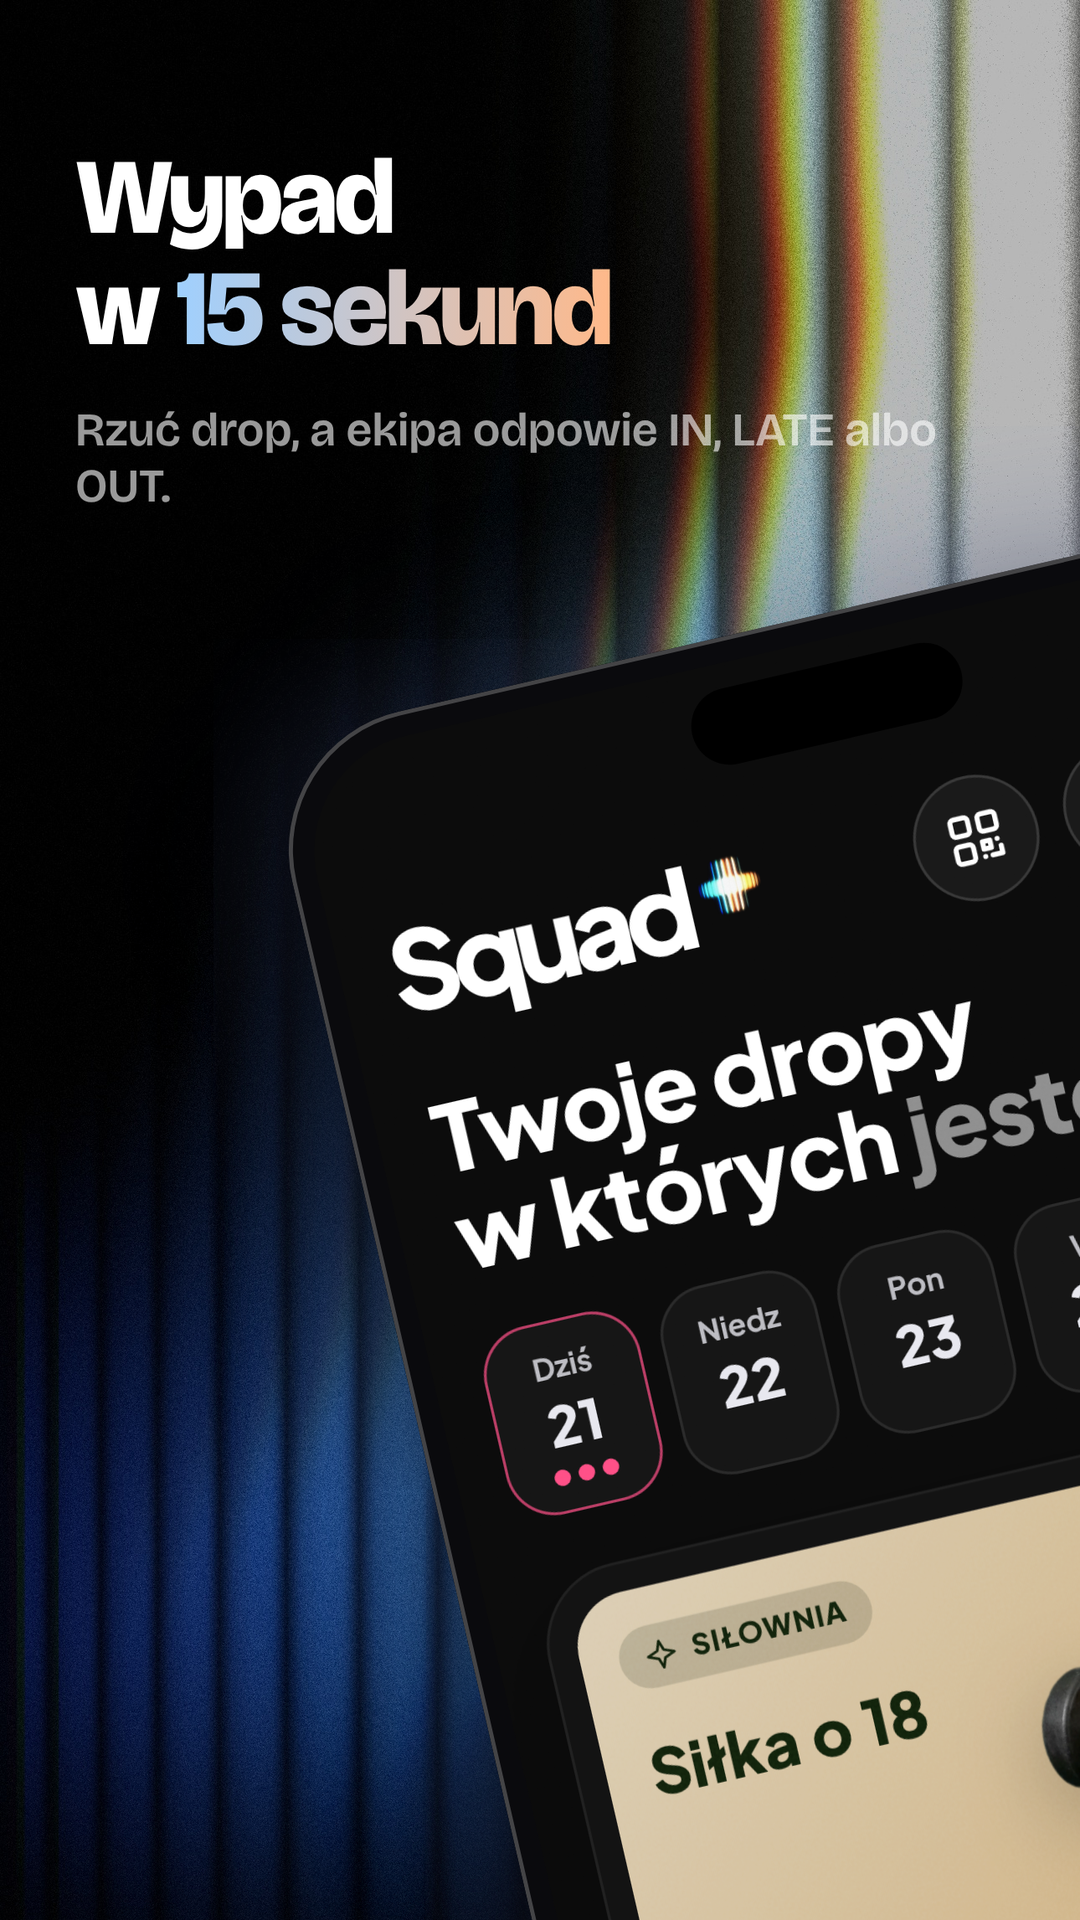 Wypad
w 15 sekund
Rzuć drop, a ekipa odpowie IN, LATE albo
OUT.
Squad
Twoje dropy
w których
Dziś
21
Niedz
22
Pon
23
SIŁOWNIA
Siłka o 18